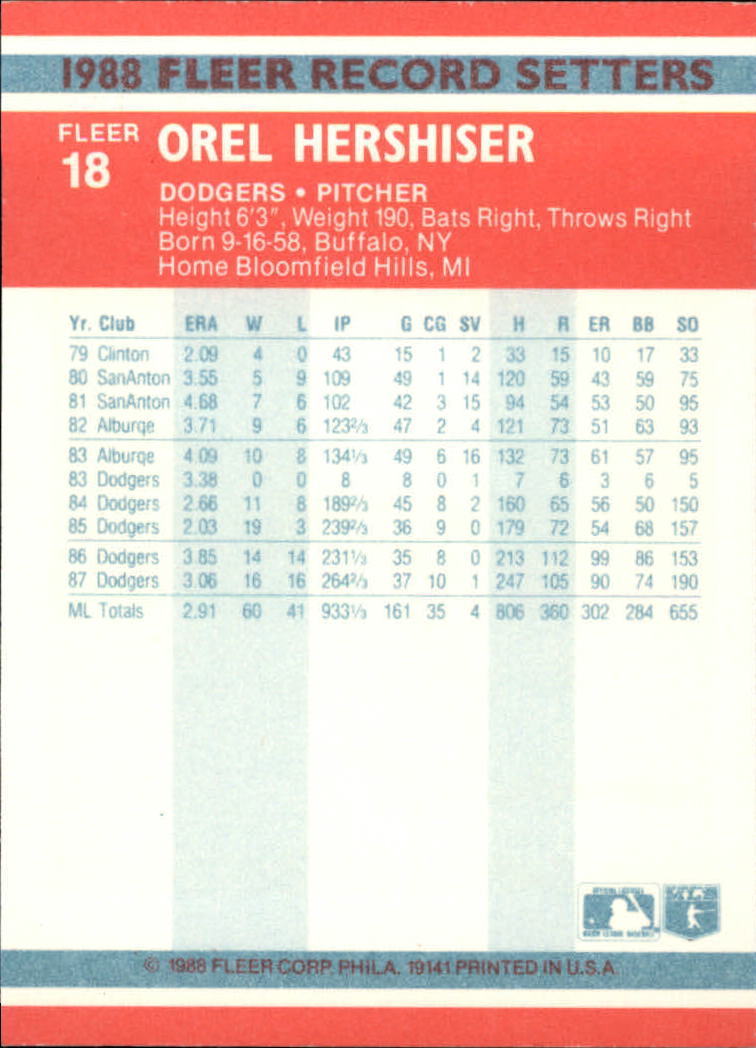 1988 FLEER RECORD SETTERS
FLEER
18
OREL HERSHISER
DODGERS • PITCHER
Height 6'3", Weight 190, Bats Right, Throws Right
Born 9-16-58, Buffalo, NY
Home Bloomfield Hills, MI
Yr. Club ERA W L IP G CG SV H R ER BB SO
79 Clinton 2.09 4 0 43 15 1 2 33 15 10 17 33
80 SanAnton 3.55 5 9 109 49 1 14 120 59 43 59 75
81 SanAnton 4.68 7 6 102 42 3 15 94 54 53 50 95
82 Alburqe 3.71 9 6 123⅔ 47 2 4 121 73 51 63 93
83 Alburqe 4.09 10 8 134⅓ 49 6 16 132 73 61 57 95
83 Dodgers 3.38 0 0 8 8 0 1 7 6 3 6 5
84 Dodgers 2.66 11 8 189⅔ 45 8 2 160 65 56 50 150
85 Dodgers 2.03 19 3 239⅔ 36 9 0 179 72 54 68 157
86 Dodgers 3.85 14 14 231⅓ 35 8 0 213 112 99 86 153
87 Dodgers 3.06 16 16 264⅔ 37 10 1 247 105 90 74 190
ML Totals 2.91 60 41 933⅓ 161 35 4 806 360 302 284 655
© 1988 FLEER CORP. PHILA. 19141 PRINTED IN U.S.A.